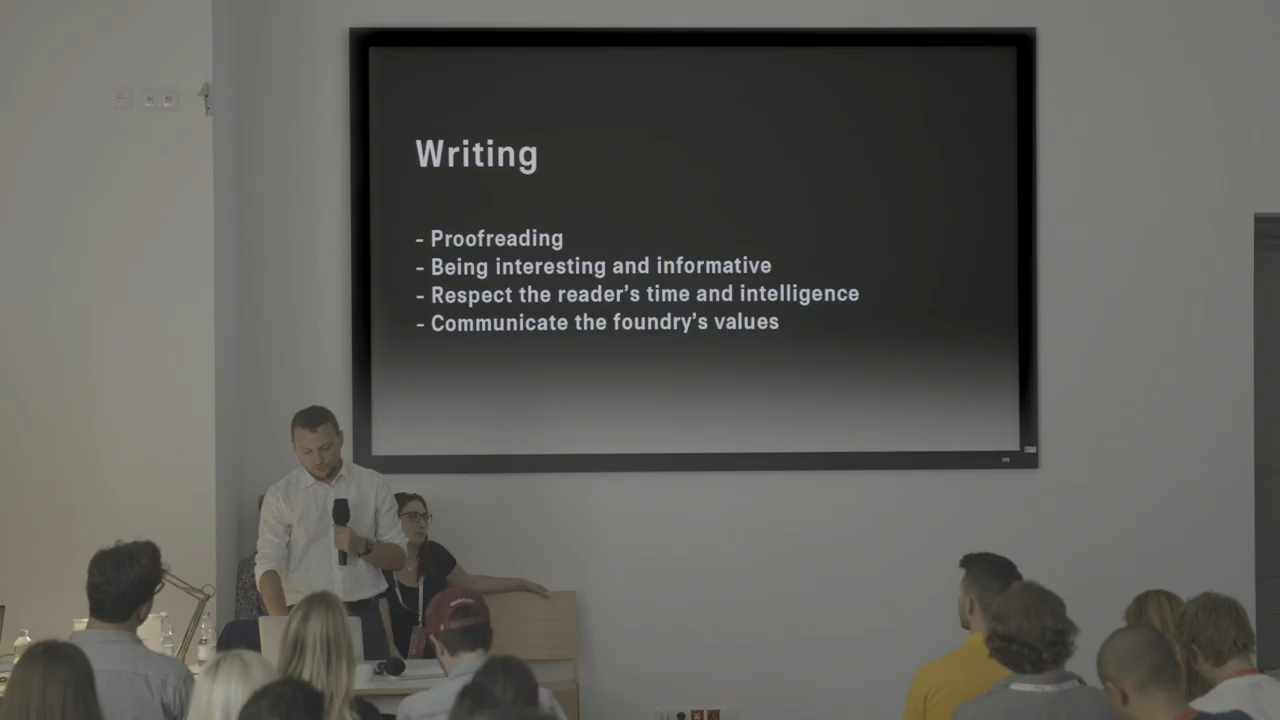 Writing
- Proofreading
- Being interesting and informative
- Respect the reader’s time and intelligence
- Communicate the foundry’s values